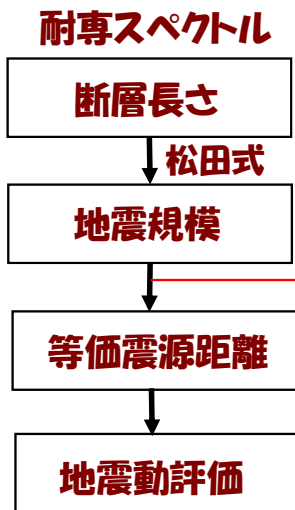 耐専スペクトル
断層長さ
松田式
地震規模
等価震源距離
地震動評価